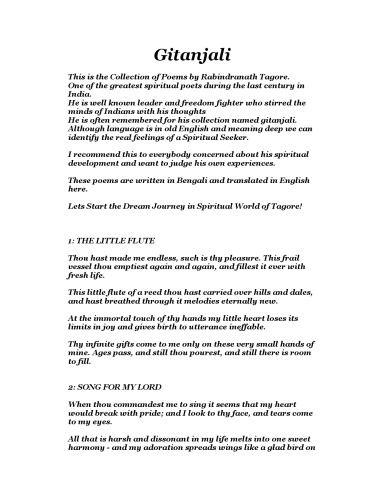 Gitanjali
This is the Collection of Poems by Rabindranath Tagore.
One of the greatest spiritual poets during the last century in
India.
He is well known leader and freedom fighter who stirred the
minds of Indians with his thoughts
He is often remembered for his collection named gitanjali.
Although language is in old English and meaning deep we can
identify the real feelings of a Spiritual Seeker.
I recommend this to everybody concerned about his spiritual
development and want to judge his own experiences.
These poems are written in Bengali and translated in English
here.
Lets Start the Dream Journey in Spiritual World of Tagore!
1: THE LITTLE FLUTE
Thou hast made me endless, such is thy pleasure. This frail
vessel thou emptiest again and again, and fillest it ever with
fresh life.
This little flute of a reed thou hast carried over hills and dales,
and hast breathed through it melodies eternally new.
At the immortal touch of thy hands my little heart loses its
limits in joy and gives birth to utterance ineffable.
Thy infinite gifts come to me only on these very small hands of
mine. Ages pass, and still thou pourest, and still there is room
to fill.
2: SONG FOR MY LORD
When thou commandest me to sing it seems that my heart
would break with pride; and I look to thy face, and tears come
to my eyes.
All that is harsh and dissonant in my life melts into one sweet
harmony - and my adoration spreads wings like a glad bird on